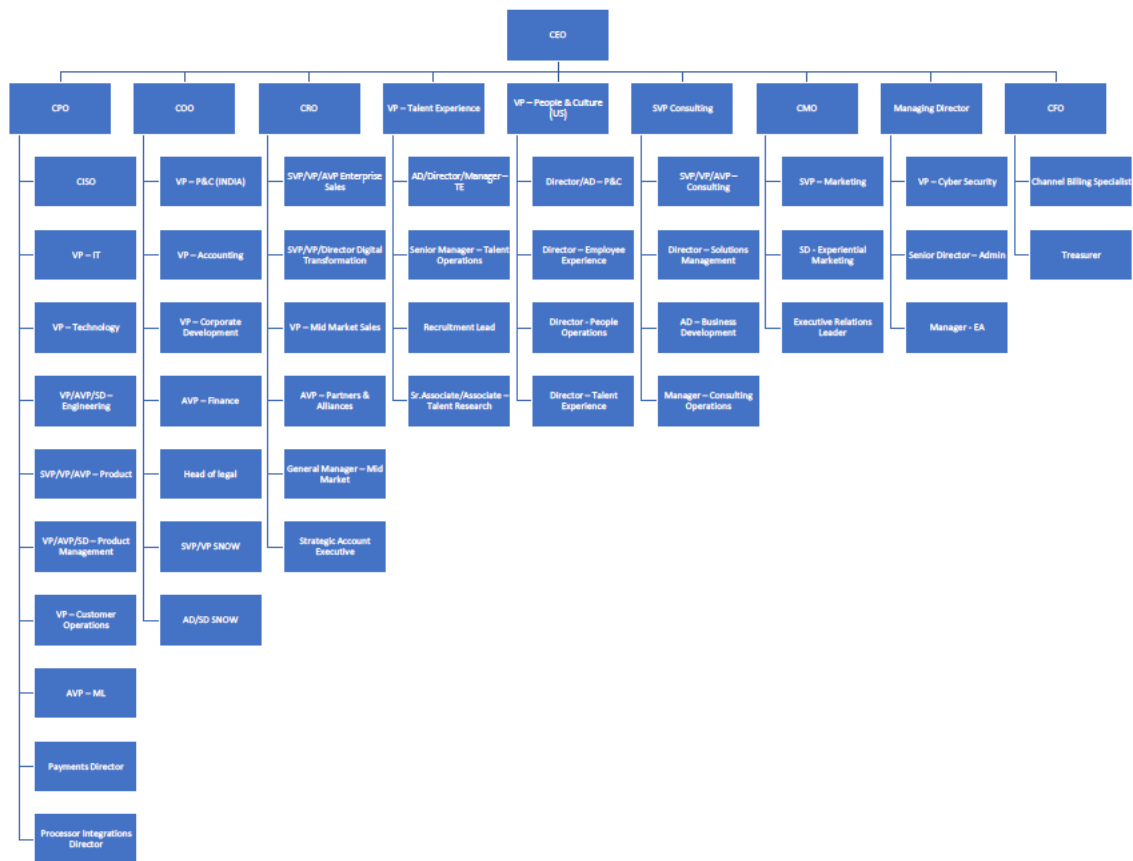 CEO
CPO
COO
CRO
VP – Talent Experience
VP – People & Culture
(US)
SVP Consulting
CMO
Managing Director
CFO
CISO
VP – IT
VP – Technology
VP/AVP/SD –
Engineering
SVP/VP/AVP – Product
VP/AVP/SD – Product
Management
VP – Customer
Operations
AVP – ML
Payments Director
Processor Integrations
Director
VP – P&C (INDIA)
VP – Accounting
VP – Corporate
Development
AVP – Finance
Head of legal
SVP/VP SNOW
AD/SD SNOW
SVP/VP/AVP Enterprise
Sales
SVP/VP/Director Digital
Transformation
VP – Mid Market Sales
AVP – Partners &
Alliances
General Manager – Mid
Market
Strategic Account
Executive
AD/Director/Manager –
TE
Senior Manager – Talent
Operations
Recruitment Lead
Sr.Associate/Associate –
Talent Research
Director/AD – P&C
Director – Employee
Experience
Director - People
Operations
Director – Talent
Experience
SVP/VP/AVP –
Consulting
Director – Solutions
Management
AD – Business
Development
Manager – Consulting
Operations
SVP – Marketing
SD - Experiential
Marketing
Executive Relations
Leader
VP – Cyber Security
Senior Director – Admin
Manager - EA
Channel Billing Specialist
Treasurer